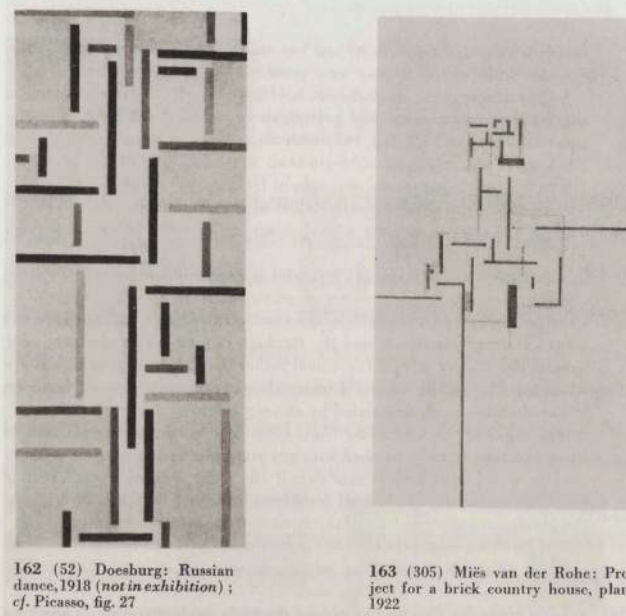 162 (52) Doesburg: Russian
dance, 1918 (not in exhibition) ;
cf. Picasso, fig. 27
163 (305) Miës van der Rohe: Pro
ject for a brick country house, plan
1922